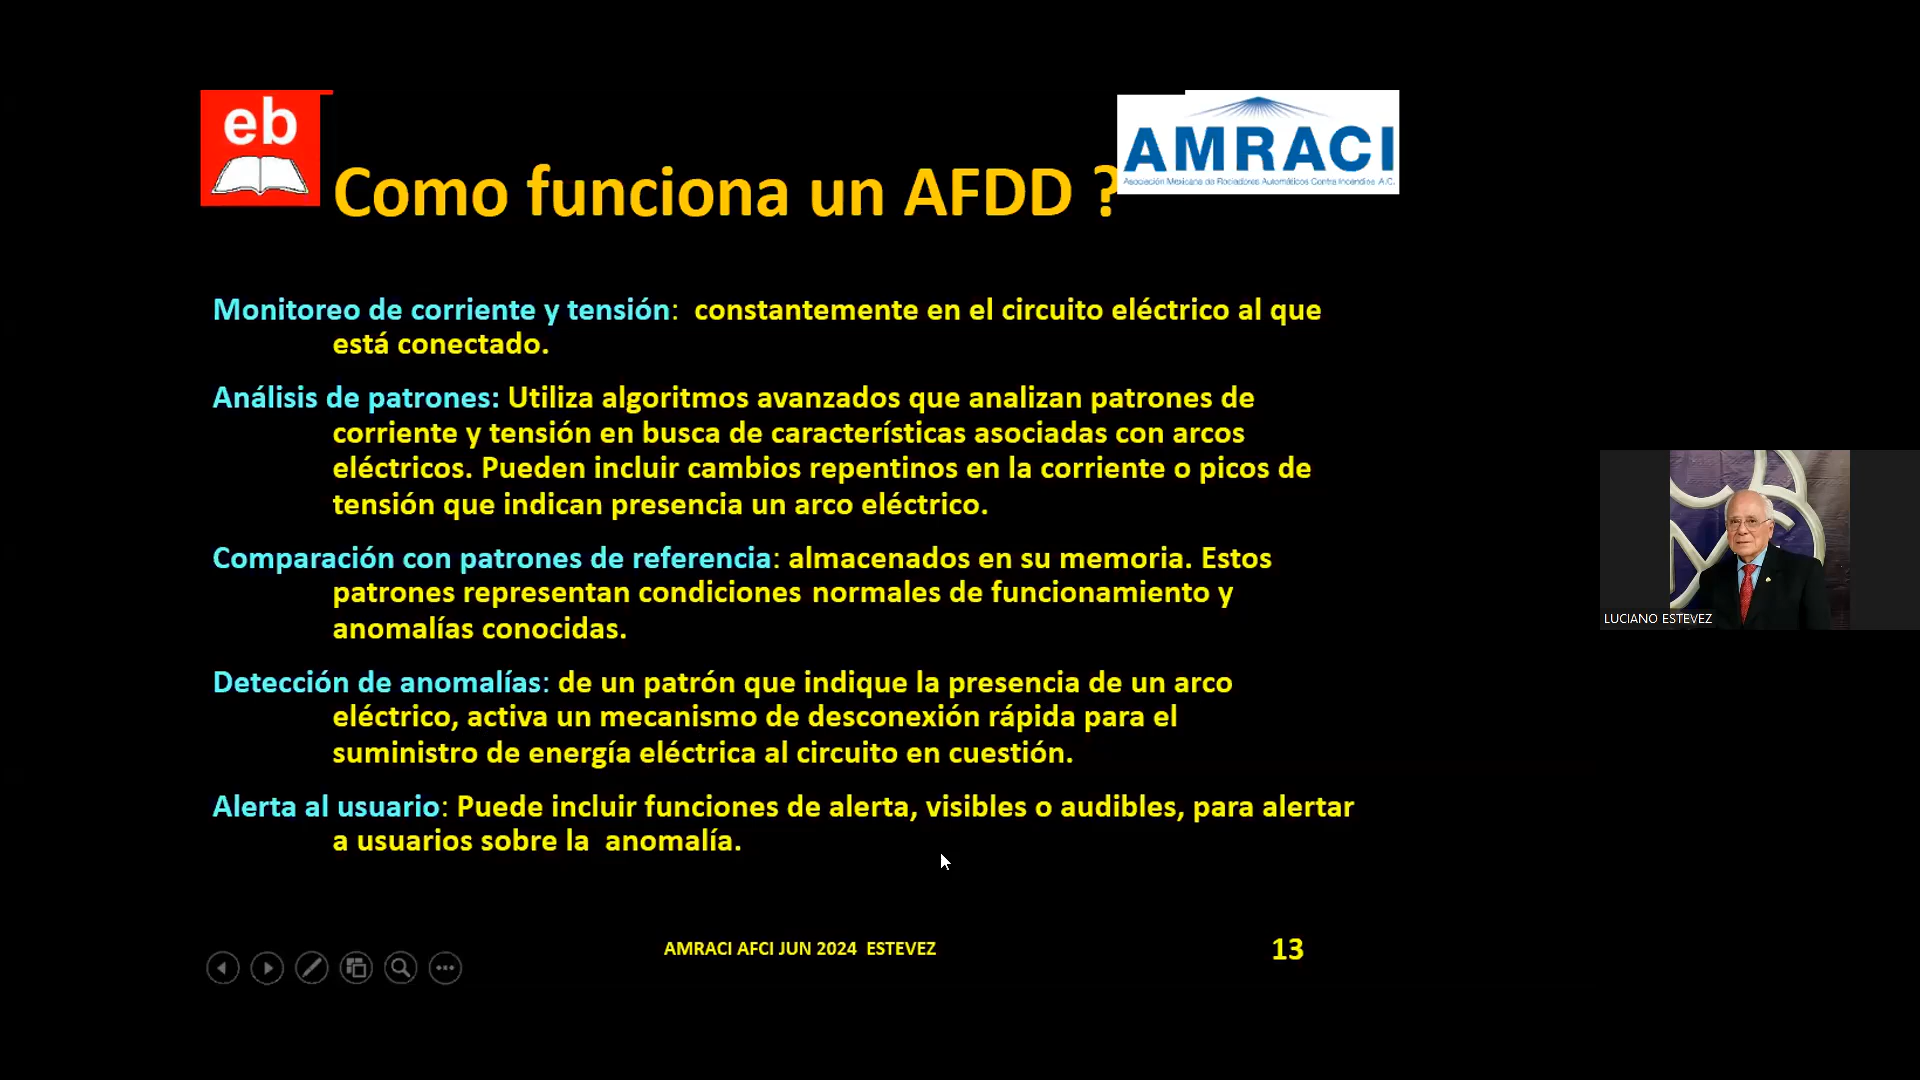 eb
AMRACI
Asociación Mexicana de Rociadores Automáticos Contra Incendios A.C.
Como funciona un AFDD ?
Monitoreo de corriente y tensión:  constantemente en el circuito eléctrico al que
está conectado.
Análisis de patrones: Utiliza algoritmos avanzados que analizan patrones de
corriente y tensión en busca de características asociadas con arcos
eléctricos. Pueden incluir cambios repentinos en la corriente o picos de
tensión que indican presencia un arco eléctrico.
Comparación con patrones de referencia: almacenados en su memoria. Estos
patrones representan condiciones normales de funcionamiento y
anomalías conocidas.
Detección de anomalías: de un patrón que indique la presencia de un arco
eléctrico, activa un mecanismo de desconexión rápida para el
suministro de energía eléctrica al circuito en cuestión.
Alerta al usuario: Puede incluir funciones de alerta, visibles o audibles, para alertar
a usuarios sobre la  anomalía.
LUCIANO ESTEVEZ
AMRACI AFCI JUN 2024  ESTEVEZ
13